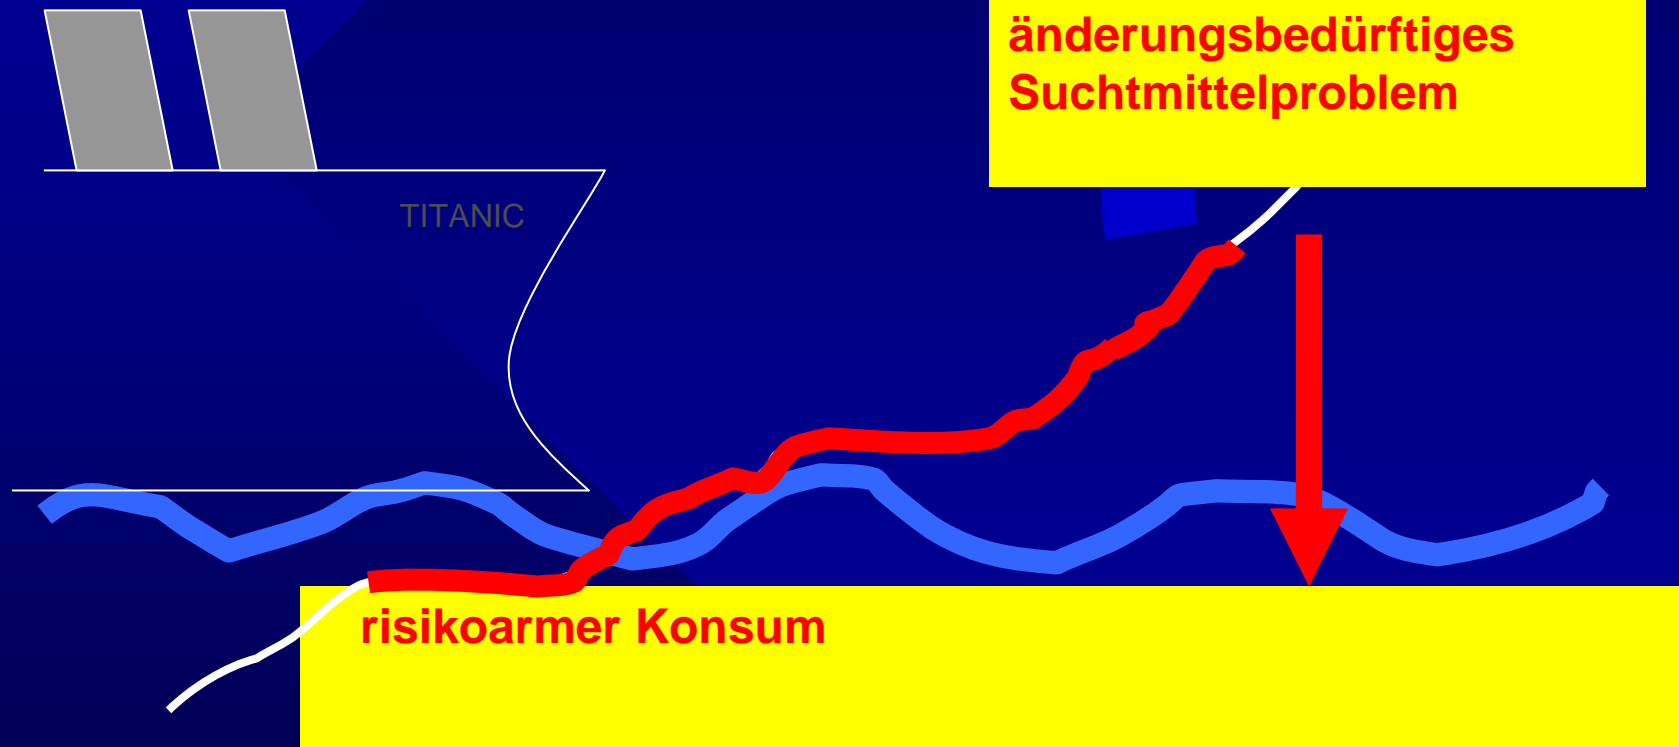 änderungsbedürftiges
Suchtmittelproblem
TITANIC
risikoarmer Konsum